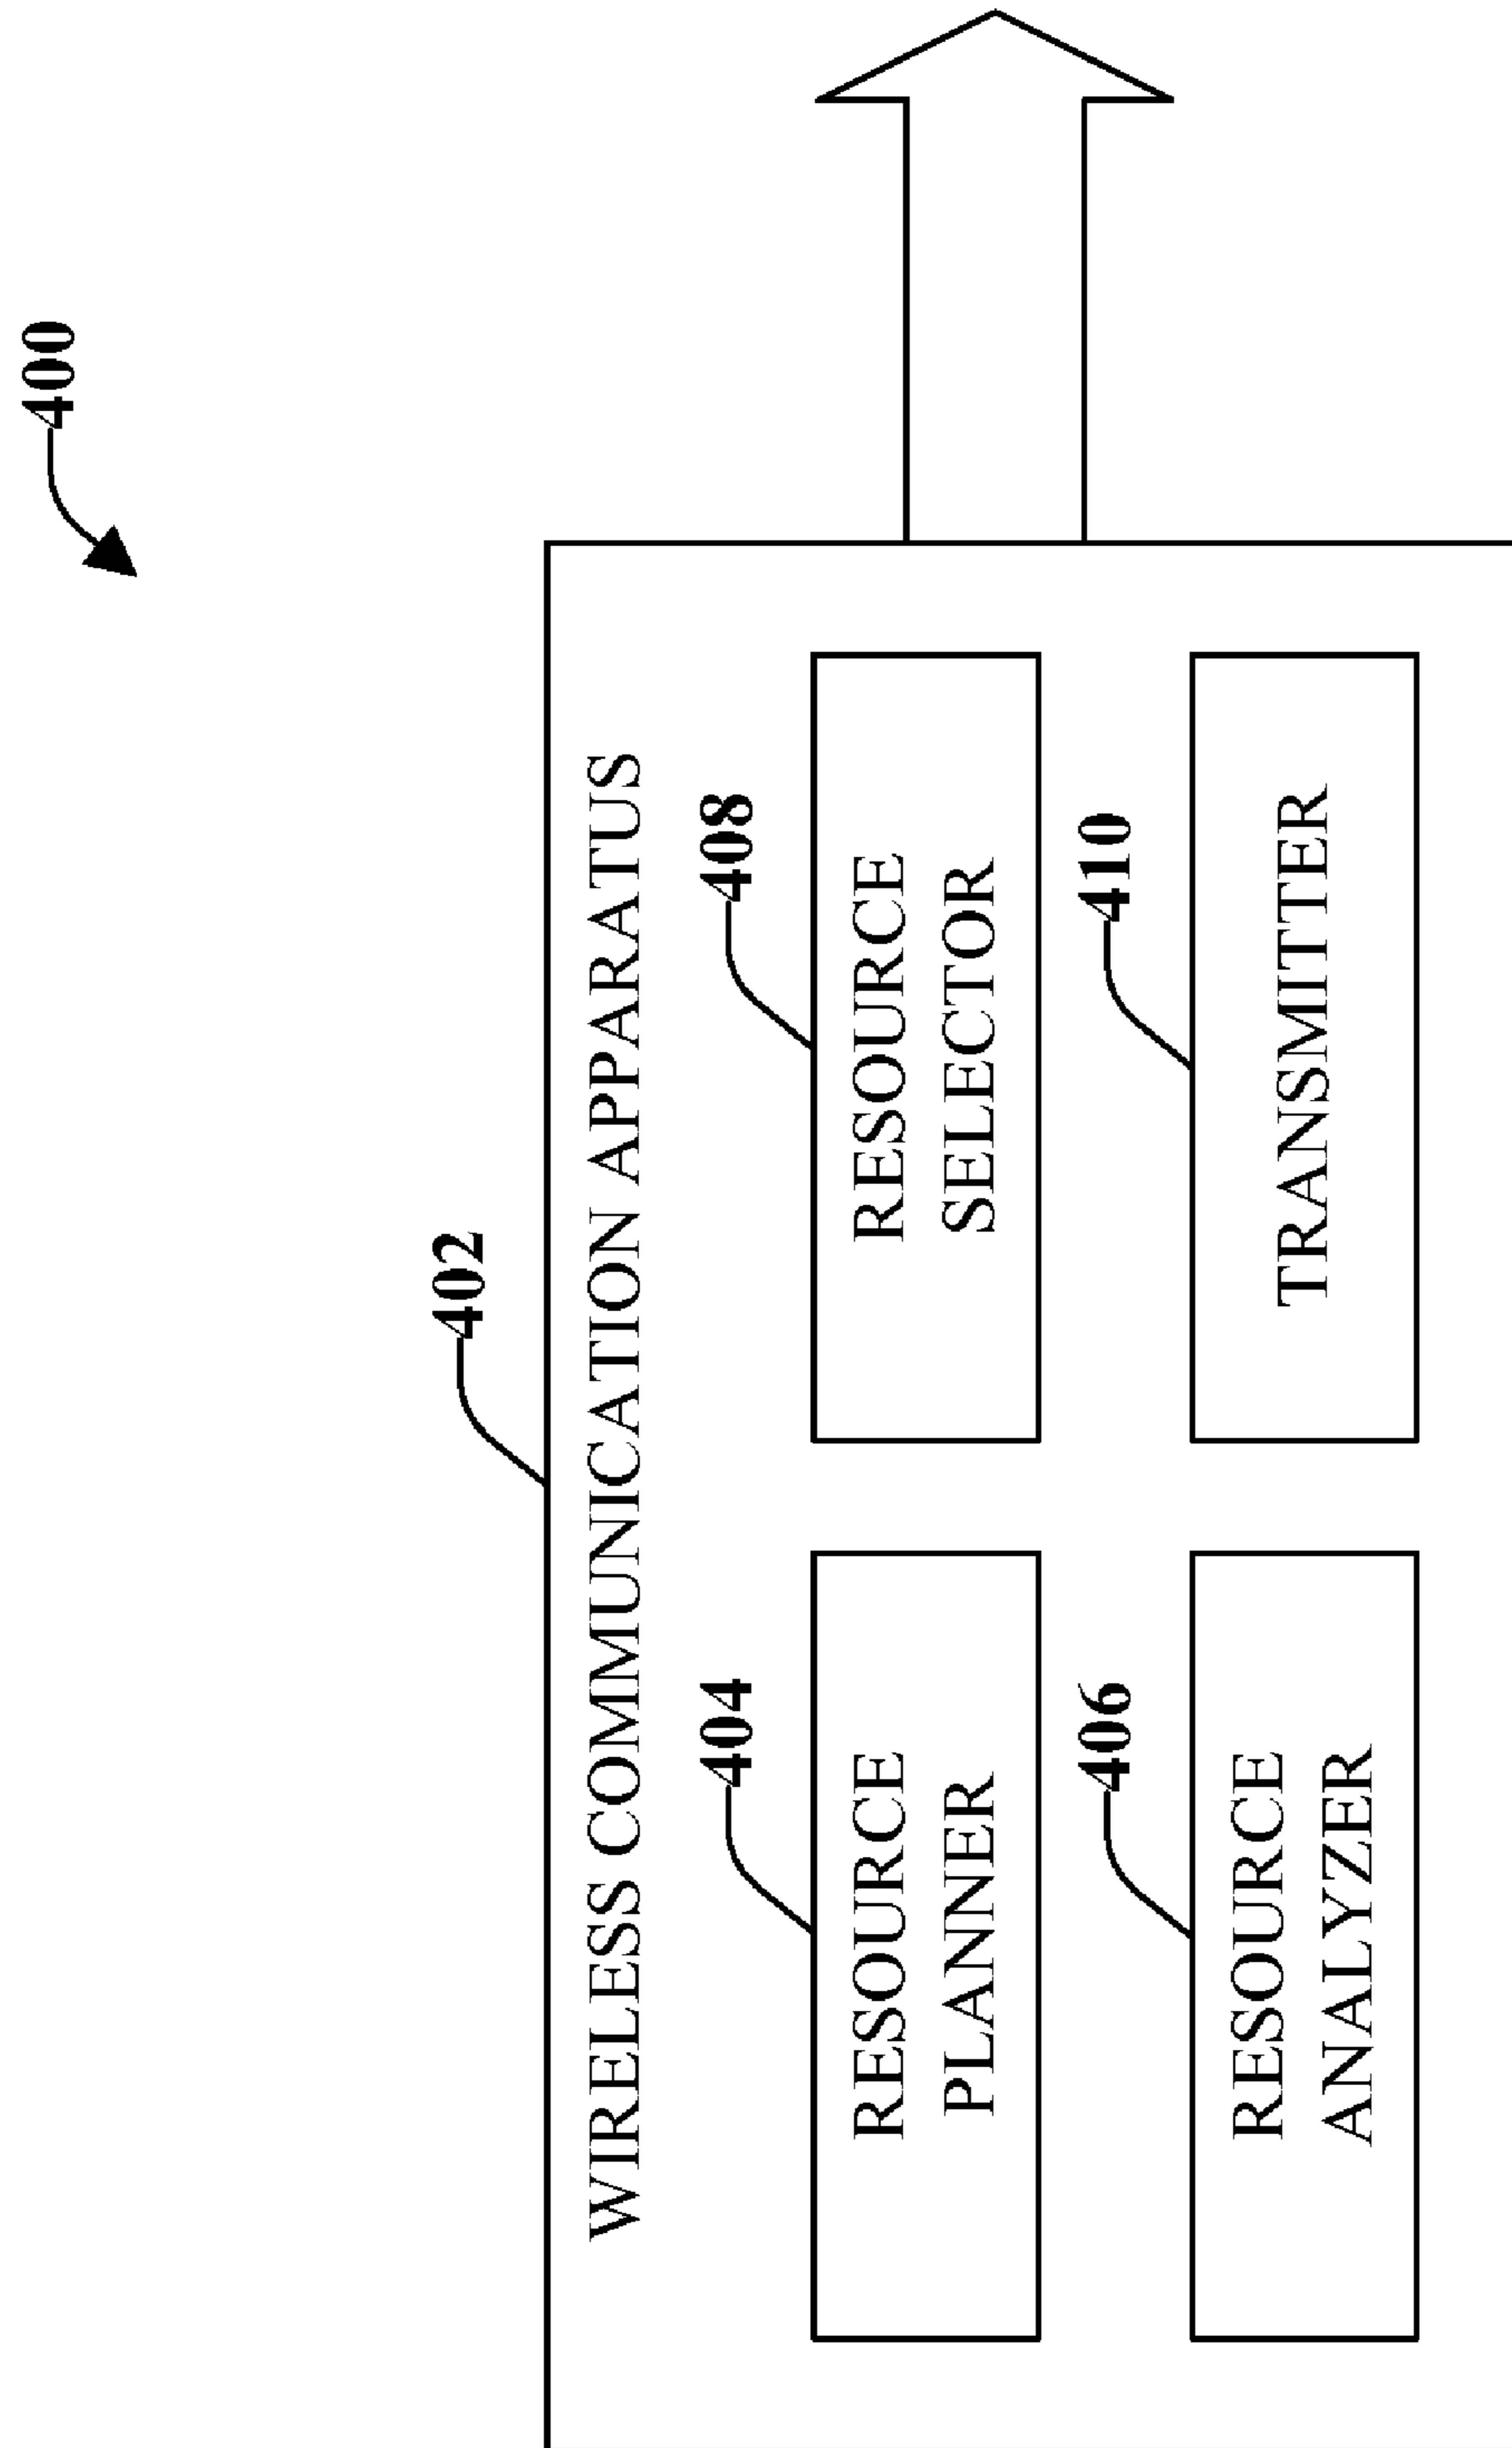 400
402
WIRELESS COMMUNICATION APPARATUS
404
RESOURCE
PLANNER
408
RESOURCE
SELECTOR
406
RESOURCE
ANALYZER
410
TRANSMITTER